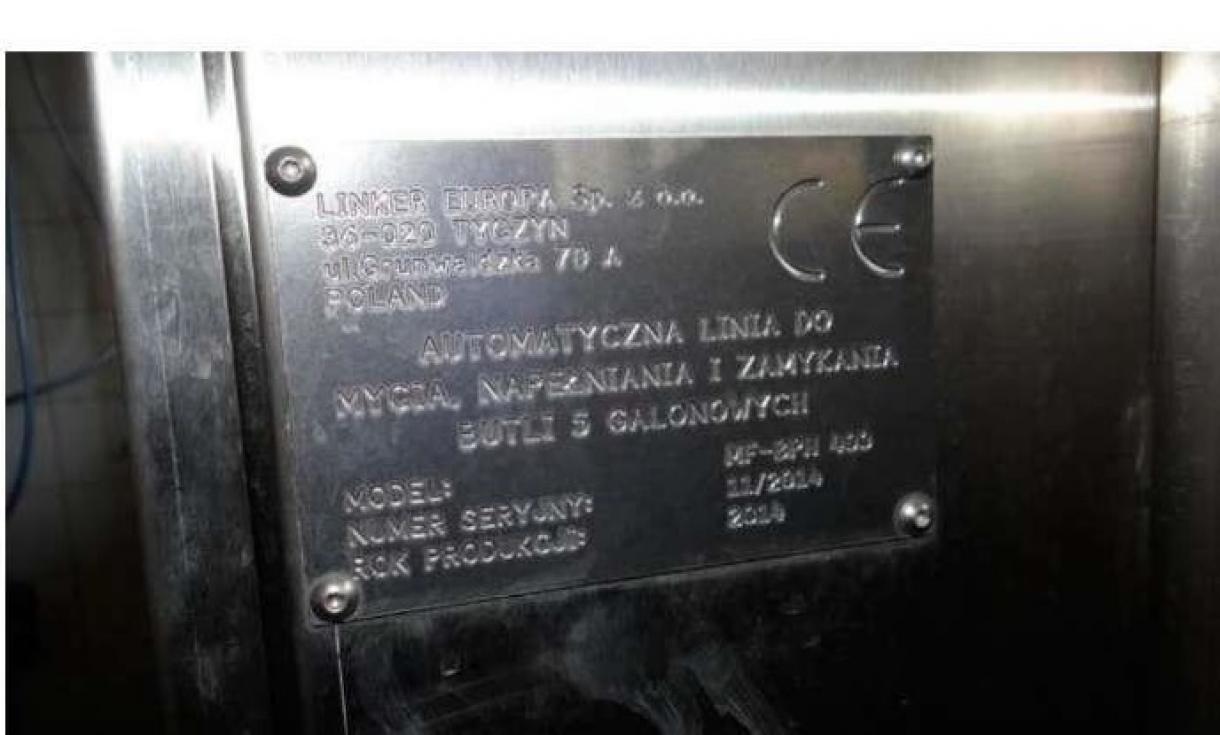 LINKER EUROPA Sp. z o.o.
36-020 TYCZYN
ul.Grunwaldzka 70 A
POLAND
CE
AUTOMATYCZNA LINIA DO
MYCIA, NAPEŁNIANIA I ZAMYKANIA
BUTLI 5 GALONOWYCH
MODEL:
NUMER SERYJNY: 11/2014
ROK PRODUKCJI: 2014